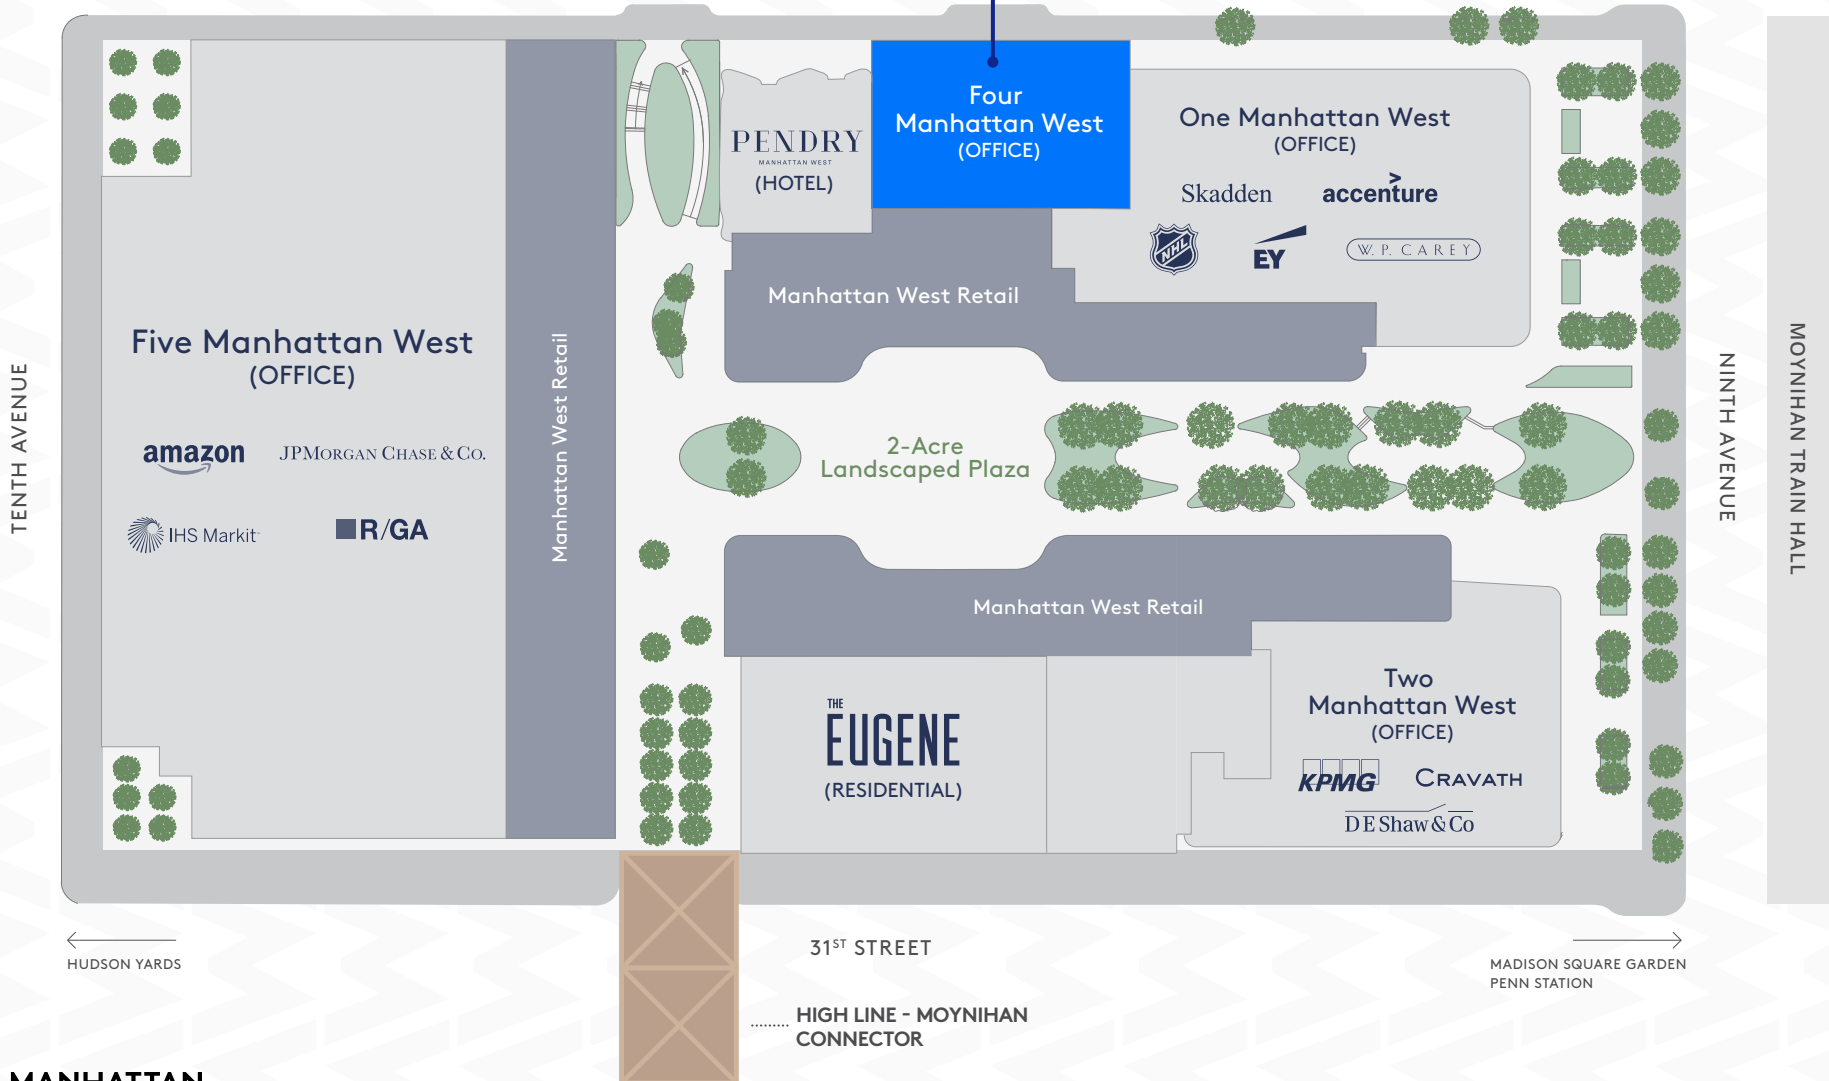 Four
Manhattan West
(OFFICE)
PENDRY
MANHATTAN WEST
(HOTEL)
One Manhattan West
(OFFICE)
Skadden
accenture
NHL
EY
W. P. CAREY
Manhattan West Retail
Five Manhattan West
(OFFICE)
amazon
JPMORGAN CHASE & CO.
IHS Markit
R/GA
Manhattan West Retail
TENTH AVENUE
2-Acre
Landscaped Plaza
NINTH AVENUE
MOYNIHAN TRAIN HALL
Manhattan West Retail
THE
EUGENE
(RESIDENTIAL)
Two
Manhattan West
(OFFICE)
KPMG
CRAVATH
DE Shaw & Co
HUDSON YARDS
31ST STREET
MADISON SQUARE GARDEN
PENN STATION
HIGH LINE - MOYNIHAN
CONNECTOR
MANHATTAN